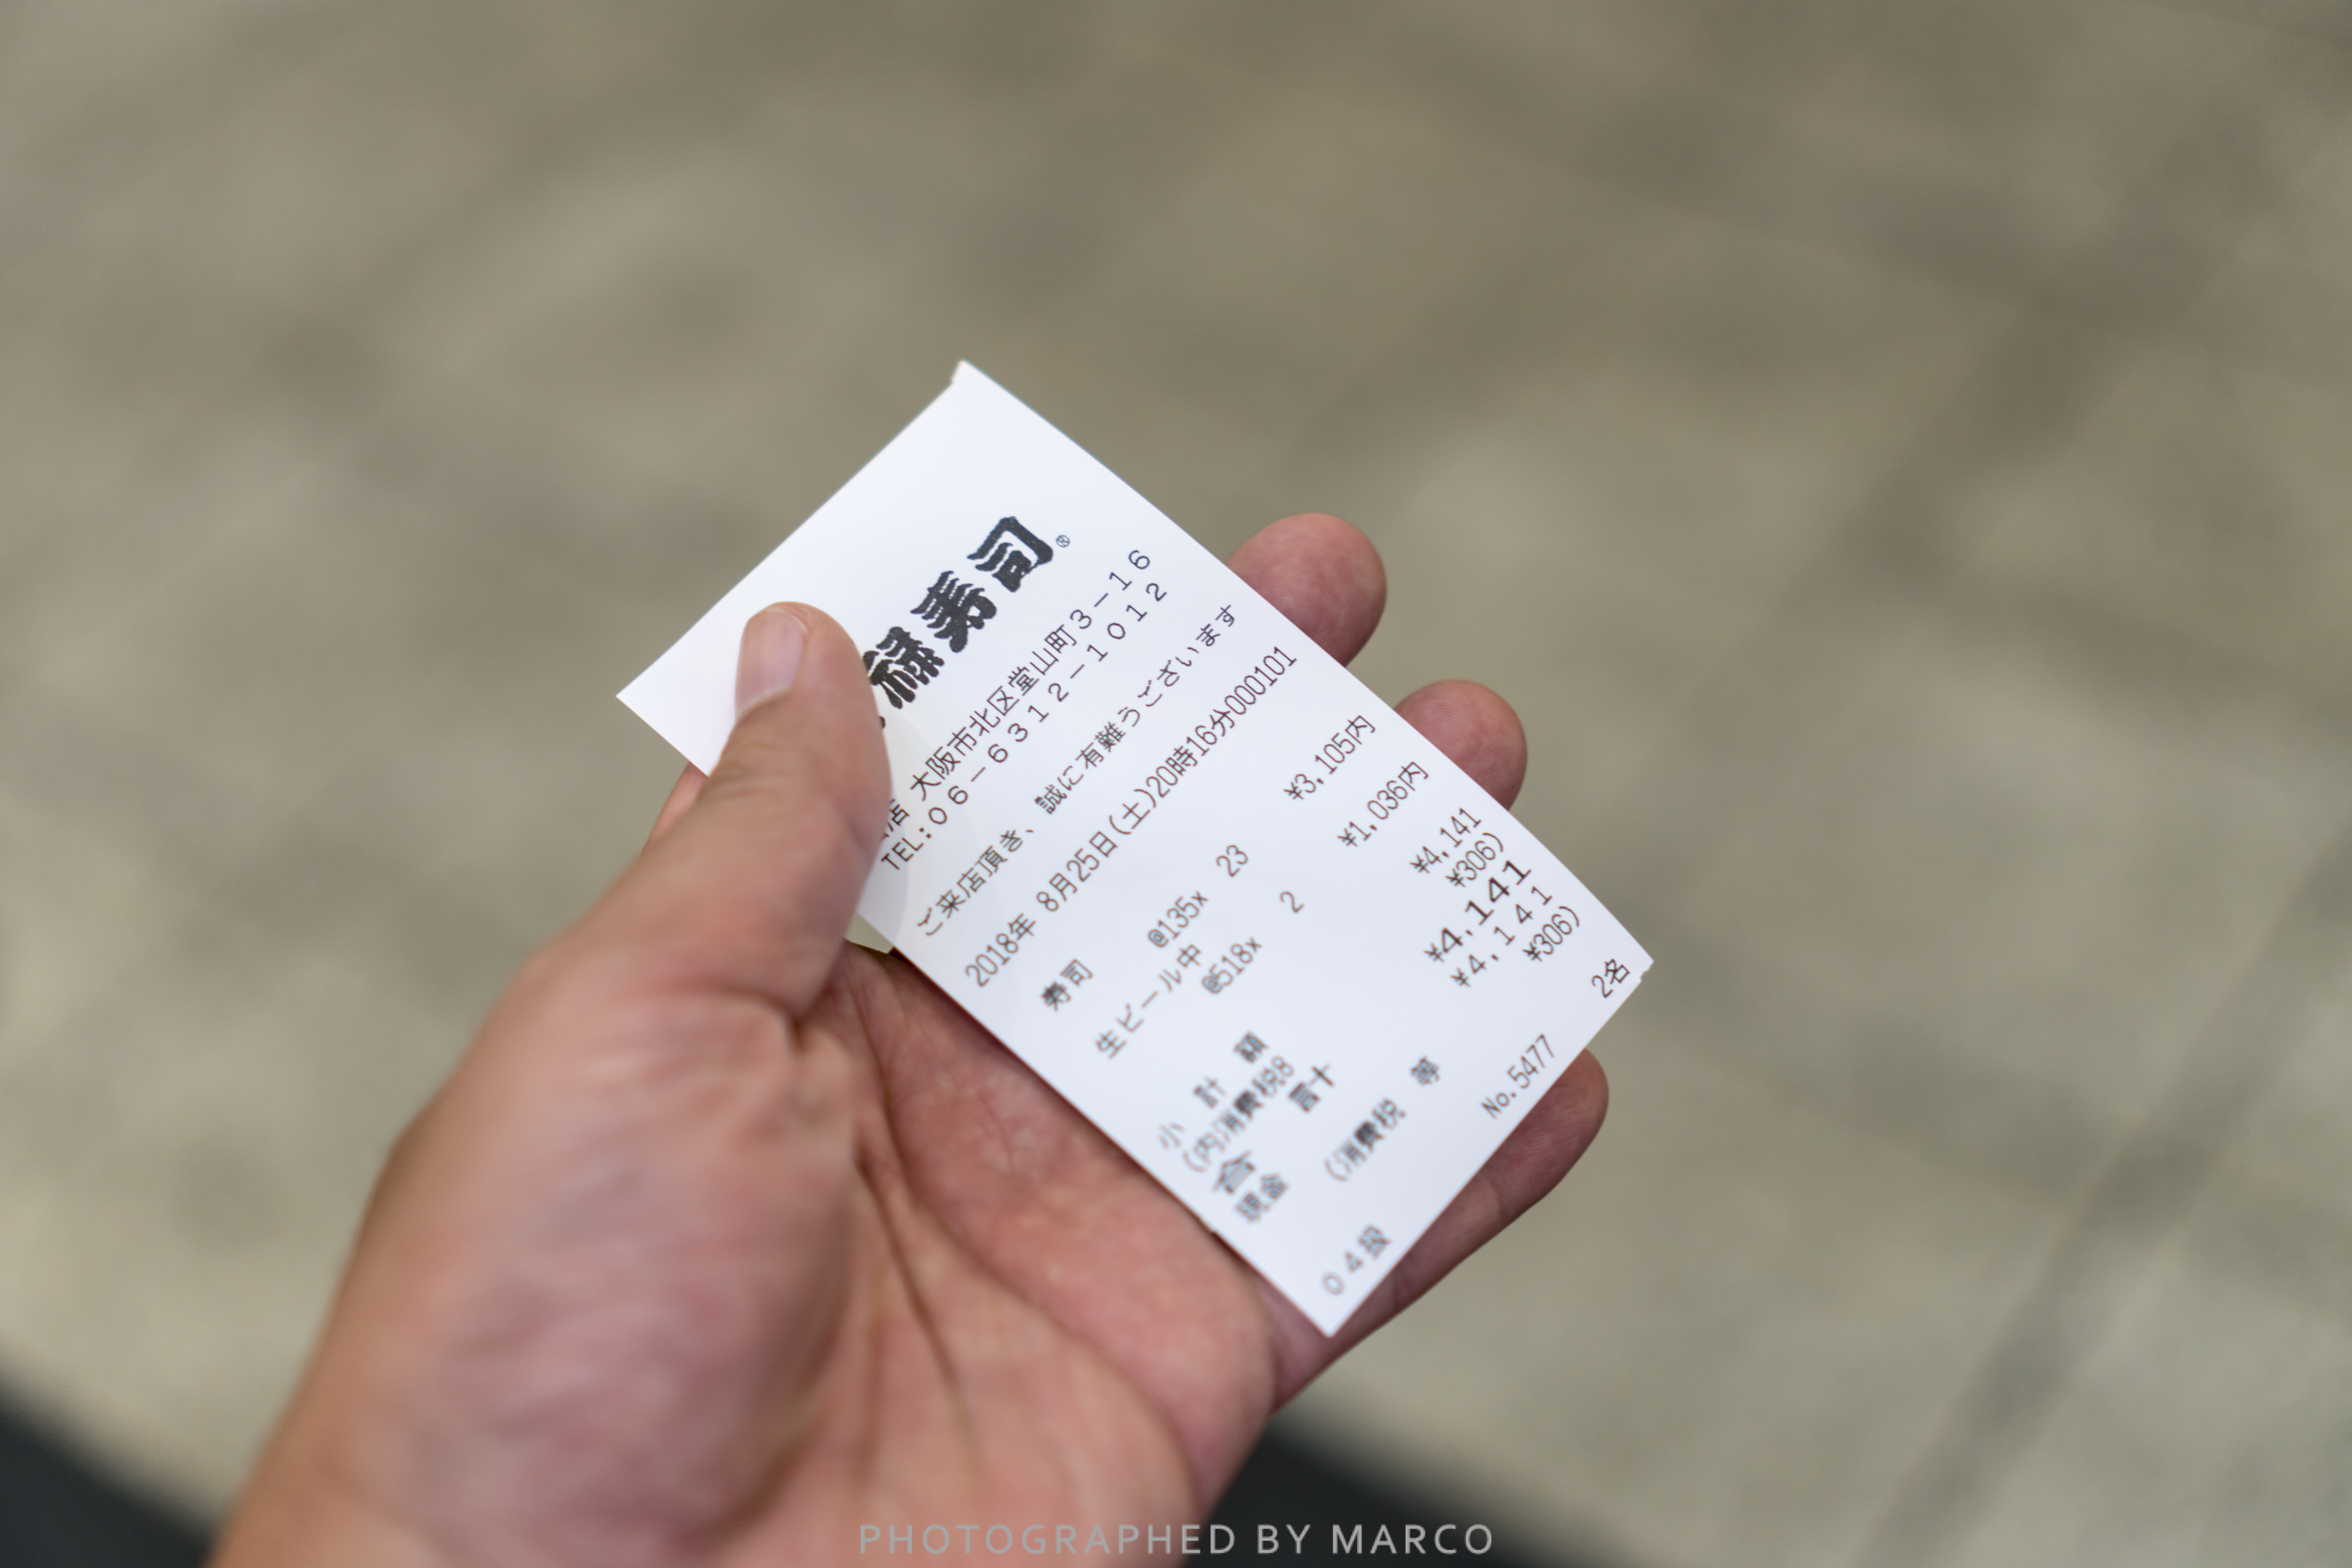 禄寿司®
店 大阪市北区堂山町3-16
TEL:06-6312-1012
ご来店頂き、誠に有難うございます
2018年 8月25日(土)20時16分000101
寿司 @135x 23 ¥3,105内
生ビール中
@518x 2 ¥1,036内
小 計 額 ¥4,141
(内消費税8 ¥306)
合 計 ¥4,141
現金 ¥4,141
(消費税 等 ¥306)
2名
04扱 No.5477
PHOTOGRAPHED BY MARCO